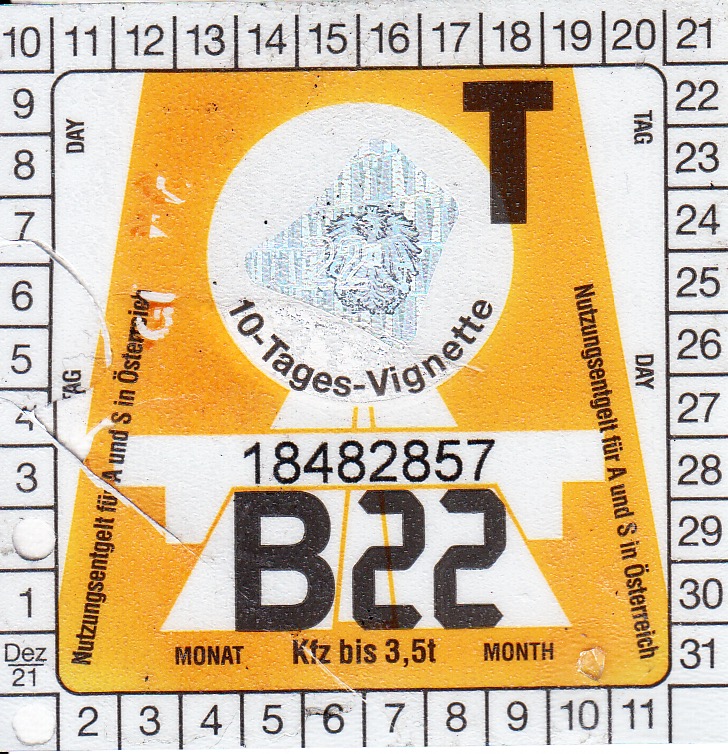 10 11 12 13 14 15 16 17 18 19 20 21
9 22
8 23
7 24
6 25
5 26
4 27
3 28
29
1 30
Dez
21
31
2 3 4 5 6 7 8 9 10 11
DAY
TAG
T
10-Tages-Vignette
TAG
DAY
Nutzungsentgelt für A und S in Österreich
Nutzungsentgelt für A und S in Österreich
18482857
B22
MONAT Kfz bis 3,5t MONTH